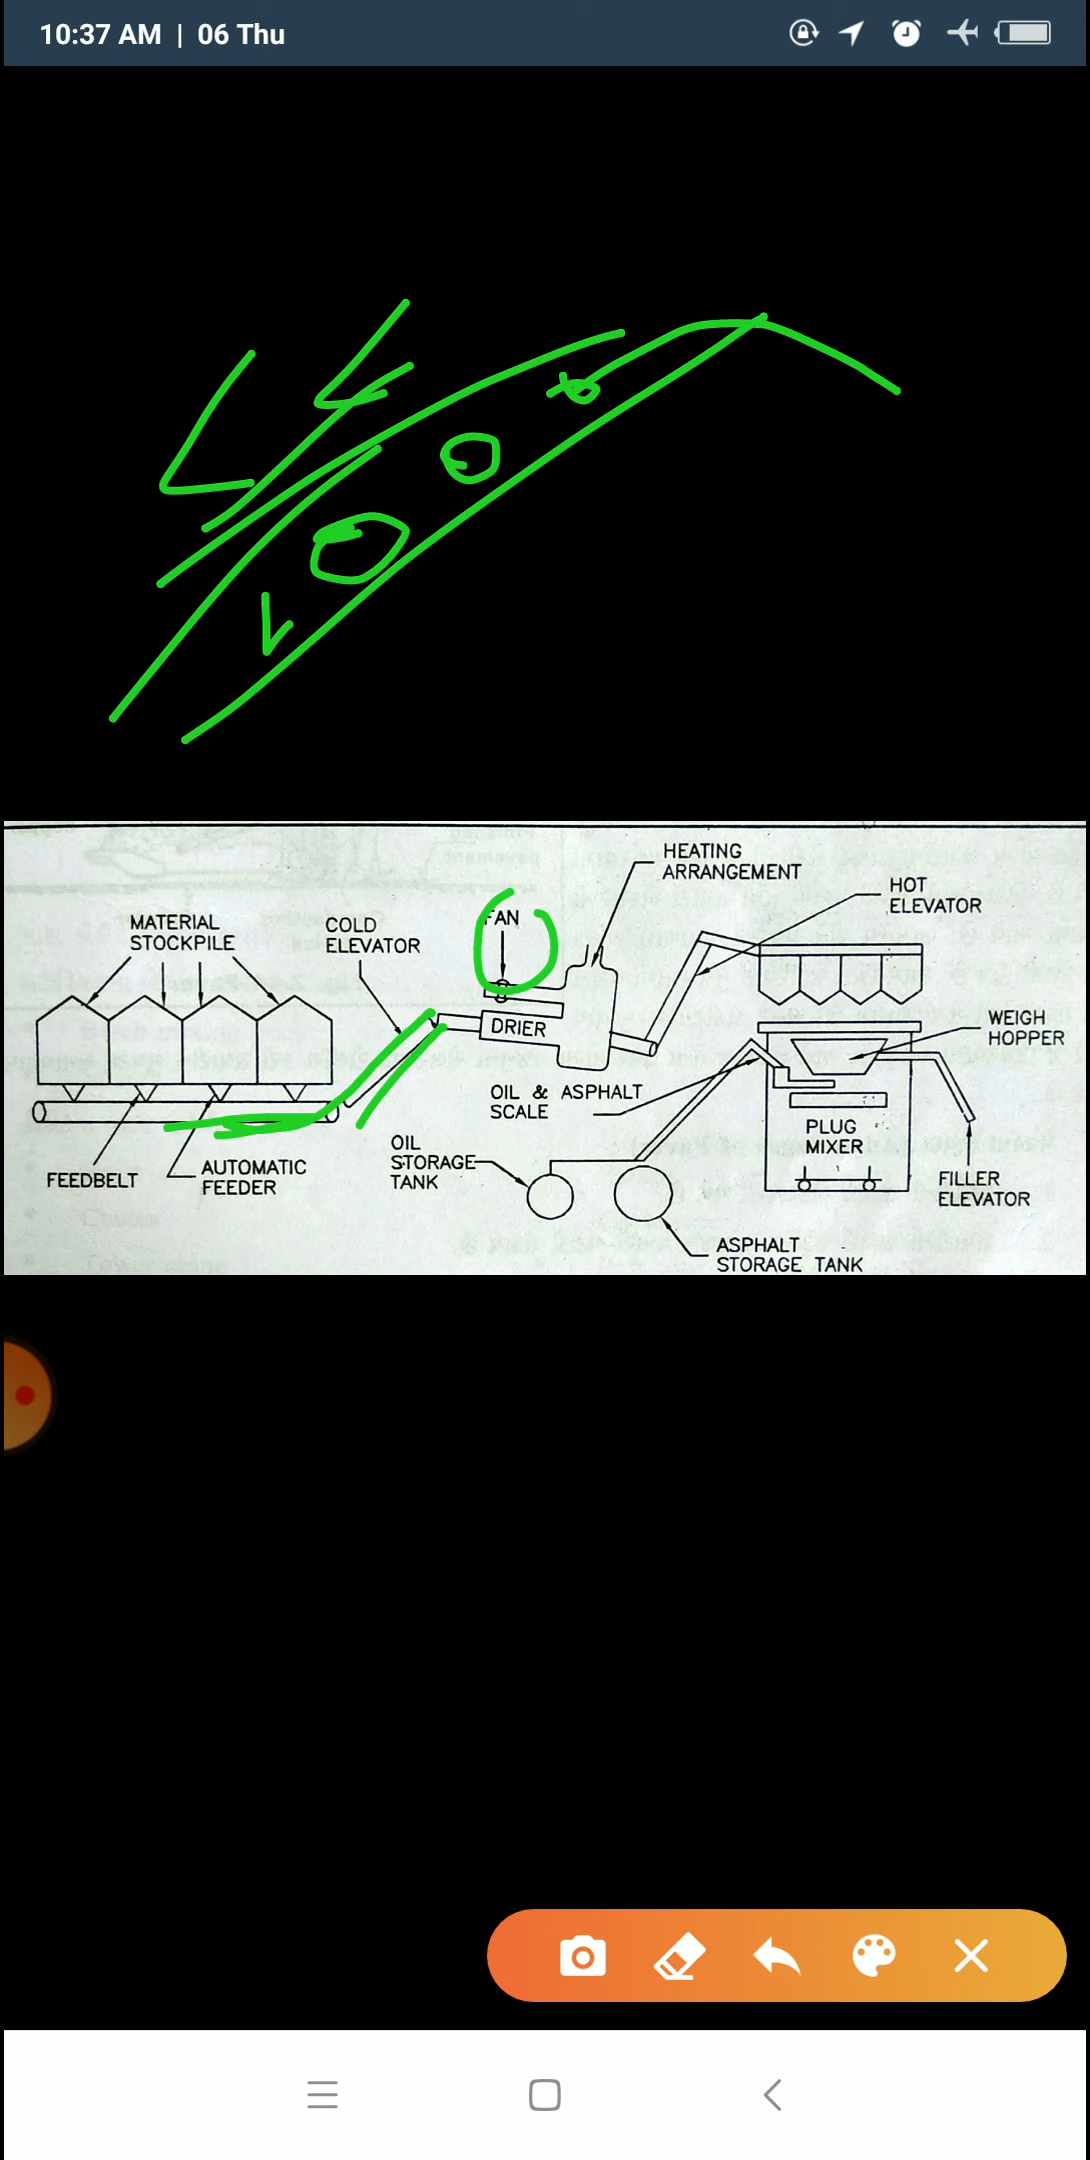 10:37 AM | 06 Thu
HEATING
ARRANGEMENT
HOT
ELEVATOR
MATERIAL
STOCKPILE
COLD
ELEVATOR
FAN
DRIER
WEIGH
HOPPER
OIL & ASPHALT
SCALE
PLUG
MIXER
OIL
STORAGE
TANK
FEEDBELT
AUTOMATIC
FEEDER
FILLER
ELEVATOR
ASPHALT
STORAGE TANK